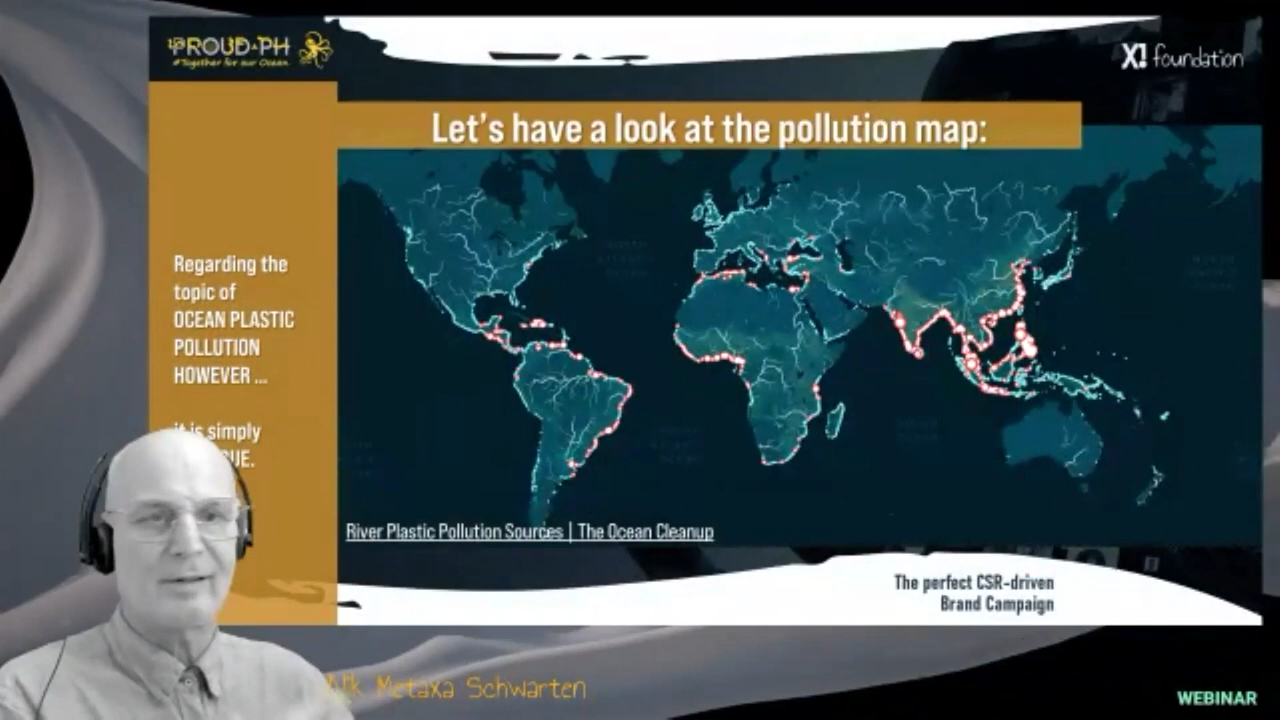 PROUD-PH
#Together for our Ocean
X! foundation
Let's have a look at the pollution map:
Regarding the
topic of
OCEAN PLASTIC
POLLUTION
HOWEVER ...
it is simply
River Plastic Pollution Sources | The Ocean Cleanup
The perfect CSR-driven
Brand Campaign
Metaxa Schwarten
WEBINAR